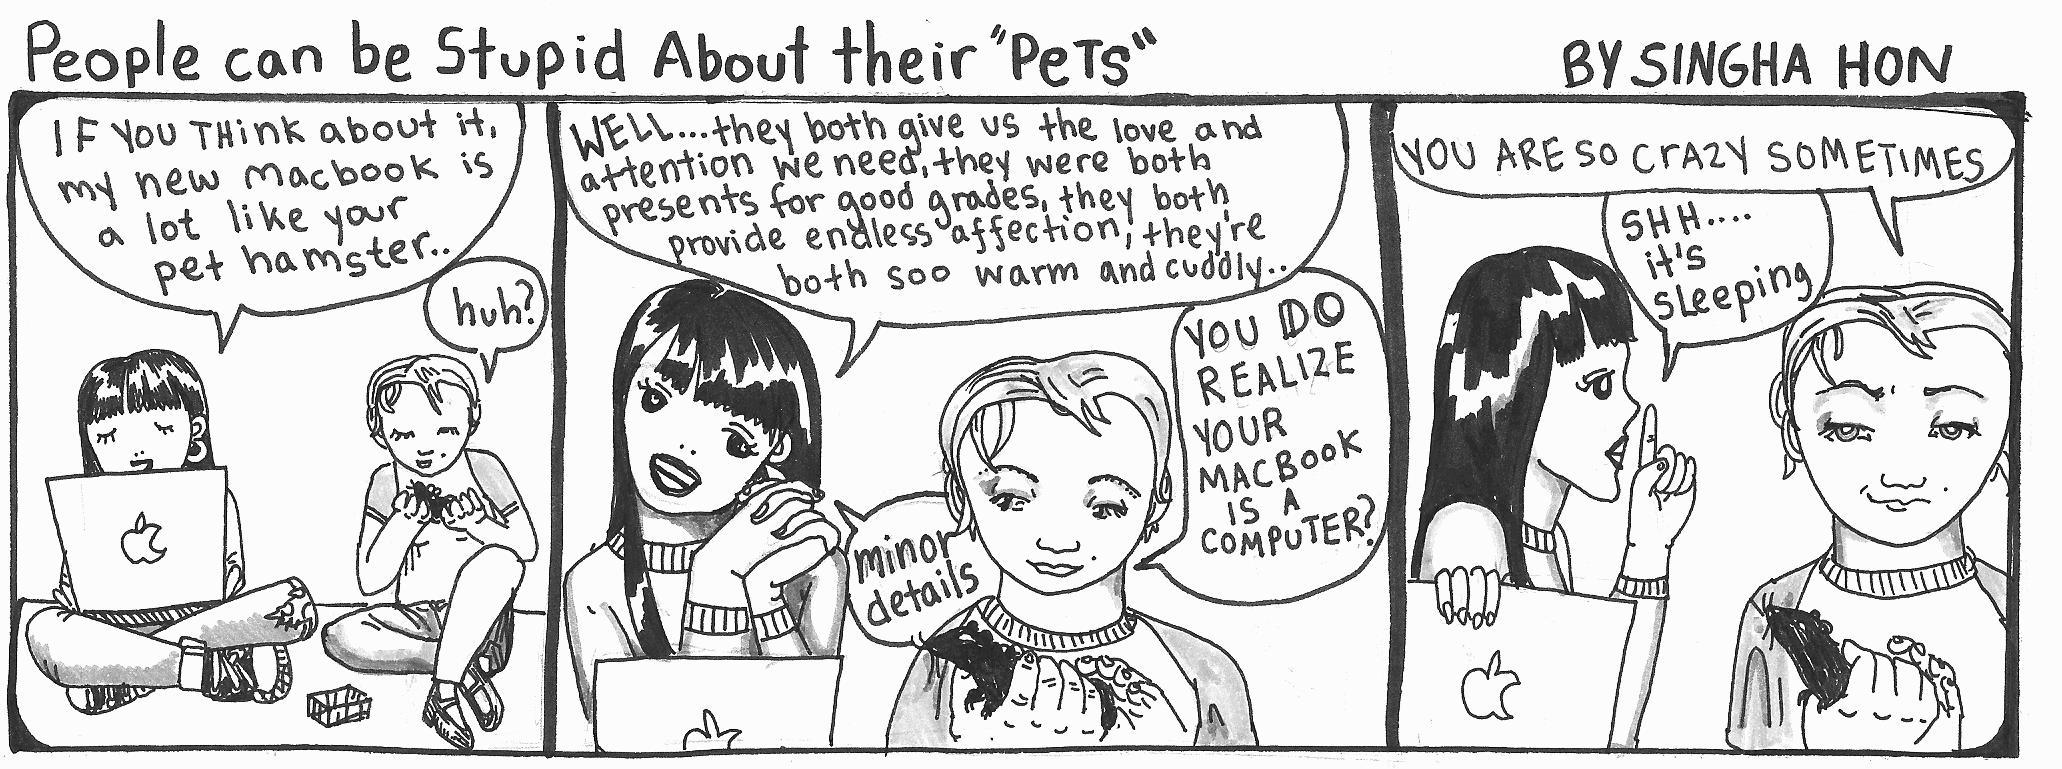 People can be Stupid About their "PeTs"
BY SINGHA HON
IF YOU THink about it,
my new macbook is
a lot like your
pet hamster..
huh?
WELL...they both give us the love and
attention we need, they were both
presents for good grades, they both
provide endless affection, they're
both soo warm and cuddly..
minor
details
YOU DO
REALIZE
YOUR
MACBOOK
IS A
COMPUTER?
YOU ARE SO CrAZY SOMETIMES
SHH....
it's
sLeeping